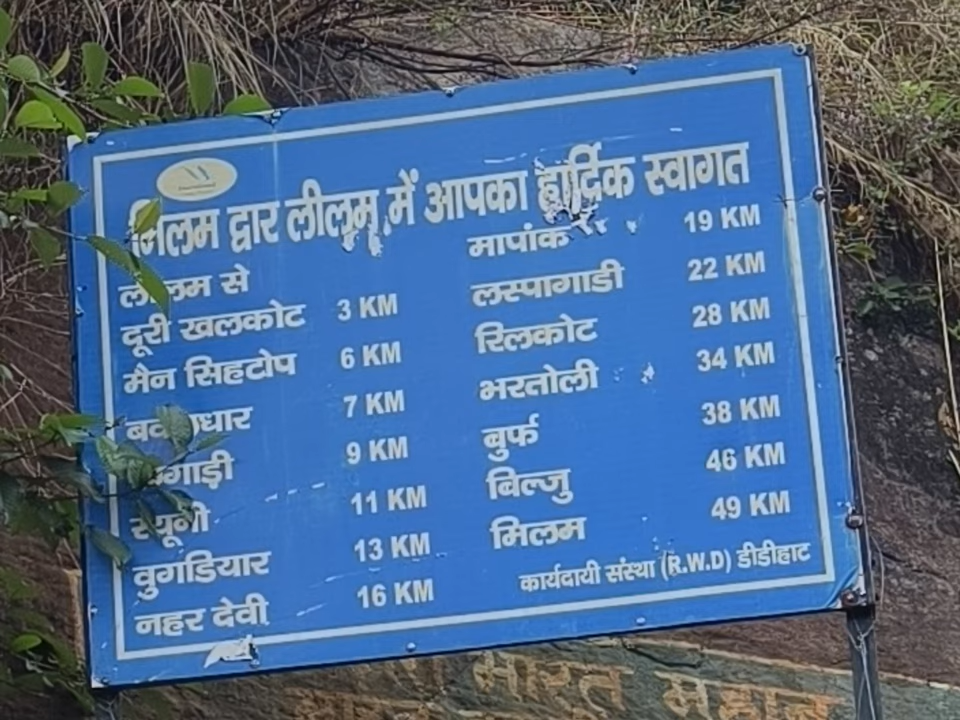 मिलम द्वार लीलम में आपका हार्दिक स्वागत
लीलम से
दूरी खलकोट 3 KM
मैन सिहटोप 6 KM
7 KM
9 KM
11 KM
वुगडियार 13 KM
नहर देवी 16 KM
मापांक 19 KM
लस्पागाडी 22 KM
रिलकोट 28 KM
भरतोली 34 KM
बुर्फ 38 KM
बिल्जु 46 KM
मिलम 49 KM
कार्यदायी संस्था (R.W.D) डीडीहाट
भारत महान